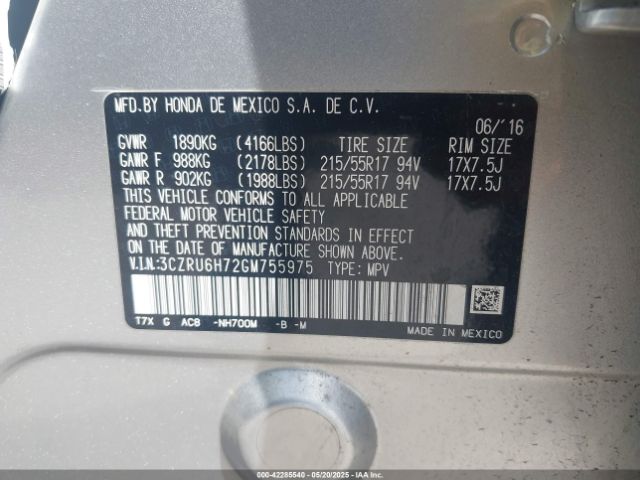 MFD.BY HONDA DE MEXICO S.A. DE C.V.
06/'16
GVWR 1890KG (4166LBS) TIRE SIZE RIM SIZE
GAWR F 988KG (2178LBS) 215/55R17 94V 17X7.5J
GAWR R 902KG (1988LBS) 215/55R17 94V 17X7.5J
THIS VEHICLE CONFORMS TO ALL APPLICABLE
FEDERAL MOTOR VEHICLE SAFETY
AND THEFT PREVENTION STANDARDS IN EFFECT
ON THE DATE OF MANUFACTURE SHOWN ABOVE.
V.I.N.:3CZRU6H72GM755975 TYPE: MPV
T7X G AC8 -NH700M -B -M
MADE IN MEXICO
000-42285540 - 05/20/2025 - IAA, Inc.